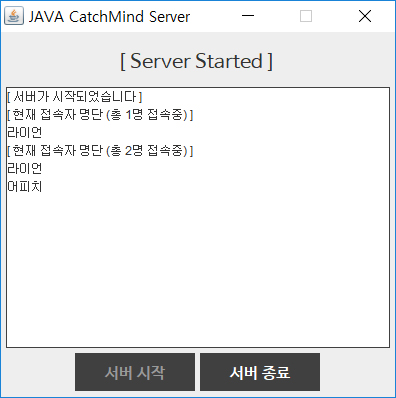 JAVA CatchMind Server
[ Server Started ]
[ 서버가 시작되었습니다 ]
[ 현재 접속자 명단 (총 1명 접속중) ]
라이언
[ 현재 접속자 명단 (총 2명 접속중) ]
라이언
어피치
서버 시작
서버 종료